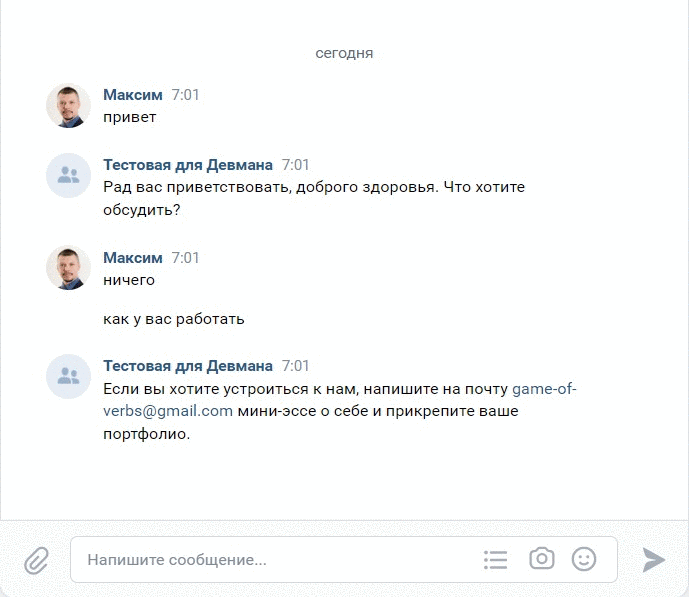 сегодня
Максим 7:01
привет
Тестовая для Девмана 7:01
Рад вас приветствовать, доброго здоровья. Что хотите
обсудить?
Максим 7:01
ничего
как у вас работать
Тестовая для Девмана 7:01
Если вы хотите устроиться к нам, напишите на почту game-of-
verbs@gmail.com мини-эссе о себе и прикрепите ваше
портфолио.
Напишите сообщение...